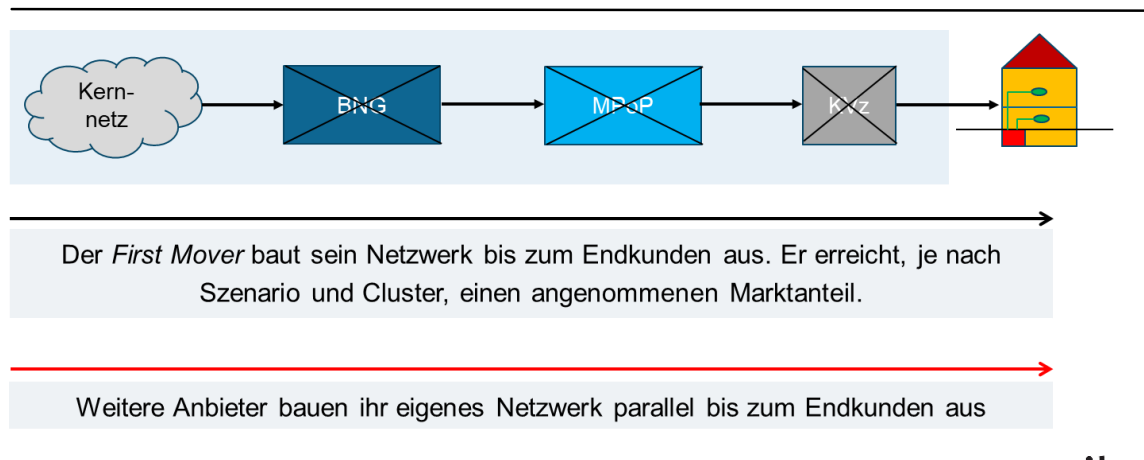 Kern-
netz
BNG
MPoP
KVz
Der First Mover baut sein Netzwerk bis zum Endkunden aus. Er erreicht, je nach
Szenario und Cluster, einen angenommenen Marktanteil.
Weitere Anbieter bauen ihr eigenes Netzwerk parallel bis zum Endkunden aus